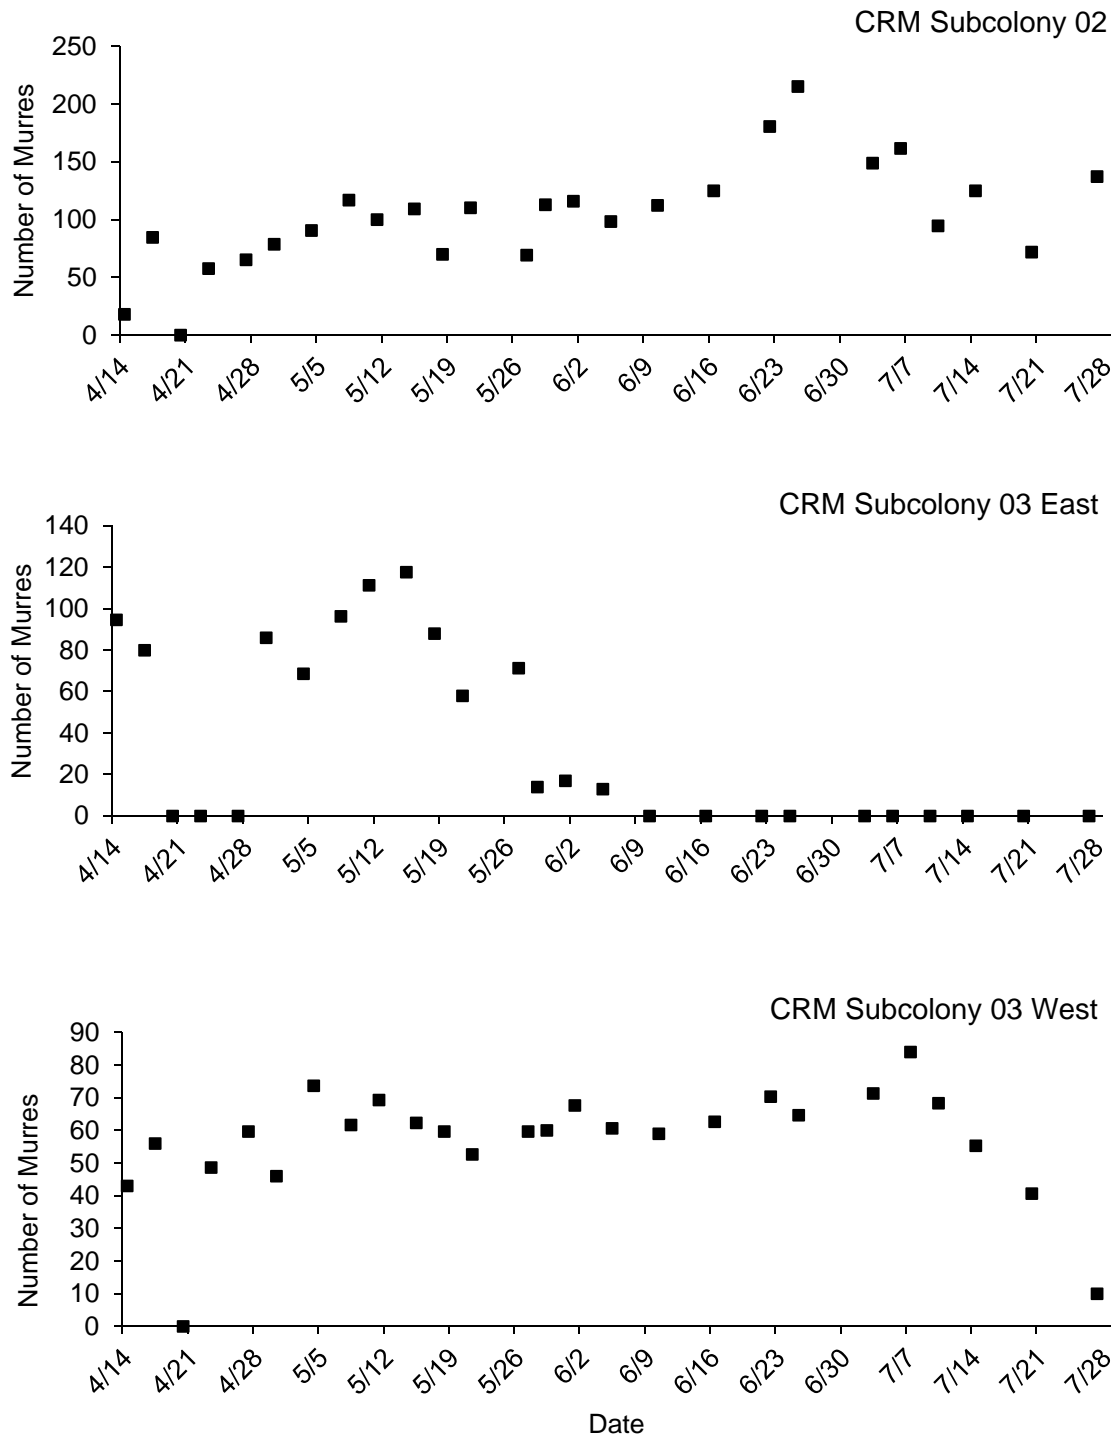 CRM Subcolony 02
Number of Murres
250
200
150
100
50
0
4/14 4/21 4/28 5/5 5/12 5/19 5/26 6/2 6/9 6/16 6/23 6/30 7/7 7/14 7/21 7/28
CRM Subcolony 03 East
Number of Murres
140
120
100
80
60
40
20
0
4/14 4/21 4/28 5/5 5/12 5/19 5/26 6/2 6/9 6/16 6/23 6/30 7/7 7/14 7/21 7/28
CRM Subcolony 03 West
Number of Murres
90
80
70
60
50
40
30
20
10
0
4/14 4/21 4/28 5/5 5/12 5/19 5/26 6/2 6/9 6/16 6/23 6/30 7/7 7/14 7/21 7/28
Date